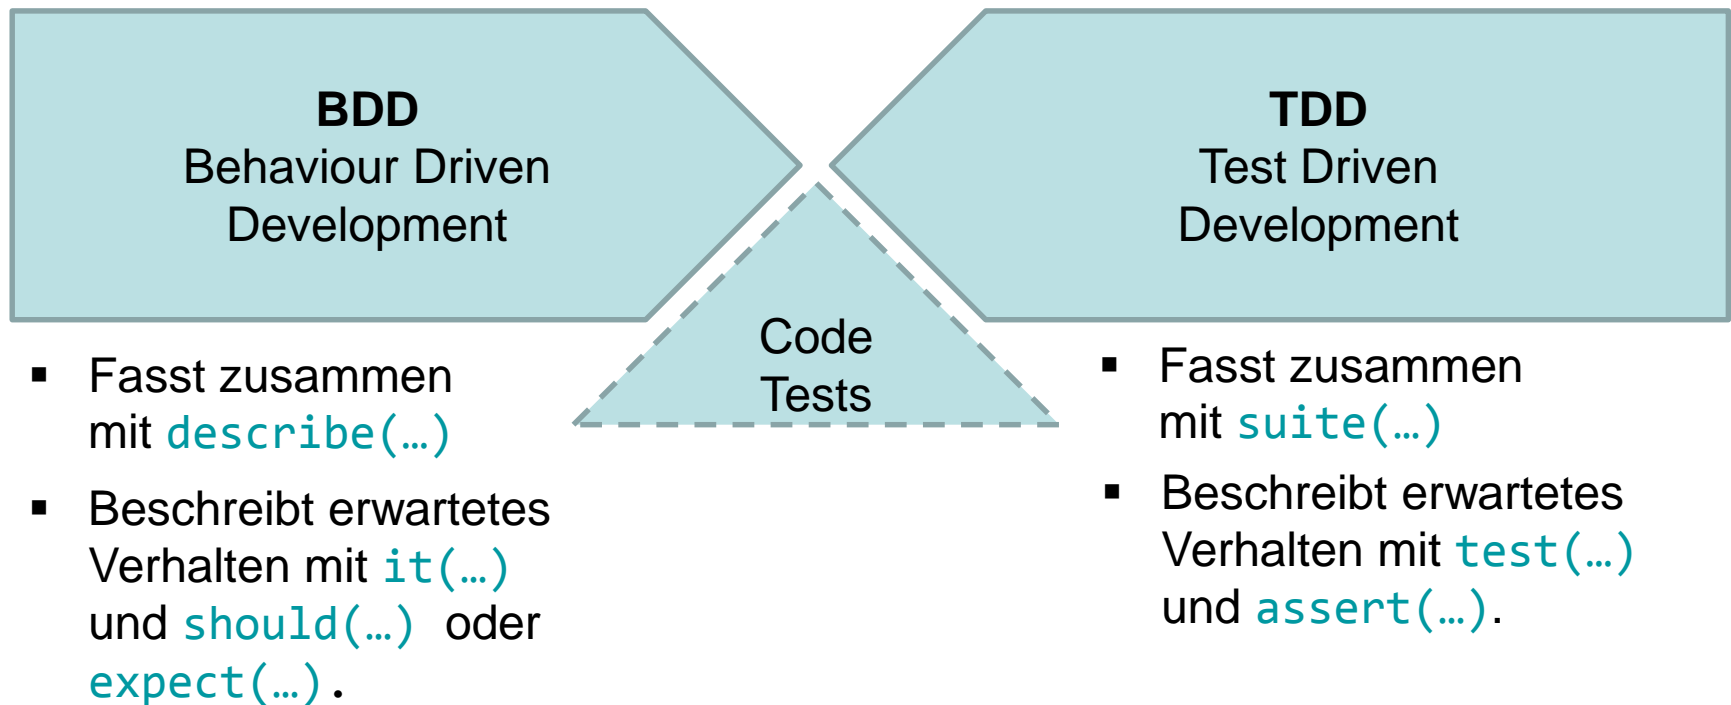 BDD
Behaviour Driven
Development
TDD
Test Driven
Development
Code
Tests
▪ Fasst zusammen
mit describe(…)
▪ Beschreibt erwartetes
Verhalten mit it(…)
und should(…) oder
expect(…).
▪ Fasst zusammen
mit suite(…)
▪ Beschreibt erwartetes
Verhalten mit test(…)
und assert(…).